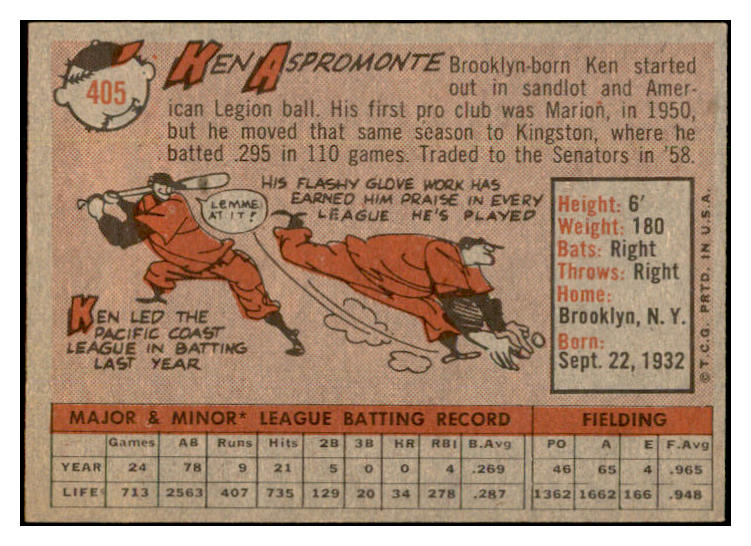 405
KEN ASPROMONTE
Brooklyn-born Ken started
out in sandlot and Amer-
ican Legion ball. His first pro club was Marion, in 1950,
but he moved that same season to Kingston, where he
batted .295 in 110 games. Traded to the Senators in '58.
LEMME
AT IT!
HIS FLASHY GLOVE WORK HAS
EARNED HIM PRAISE IN EVERY
LEAGUE HE'S PLAYED
KEN LED THE
PACIFIC COAST
LEAGUE IN BATTING
LAST YEAR
Height: 6'
Weight: 180
Bats: Right
Throws: Right
Home:
Brooklyn, N. Y.
Born:
Sept. 22, 1932
© T.C.G. PRTD. IN U.S.A.
MAJOR & MINOR* LEAGUE BATTING RECORD FIELDING
Games AB Runs Hits 2B 3B HR RBI B.Avg PO A E F.Avg
YEAR 24 78 9 21 5 0 0 4 .269 46 65 4 .965
LIFE 713 2563 407 735 129 20 34 278 .287 1362 1662 166 .948